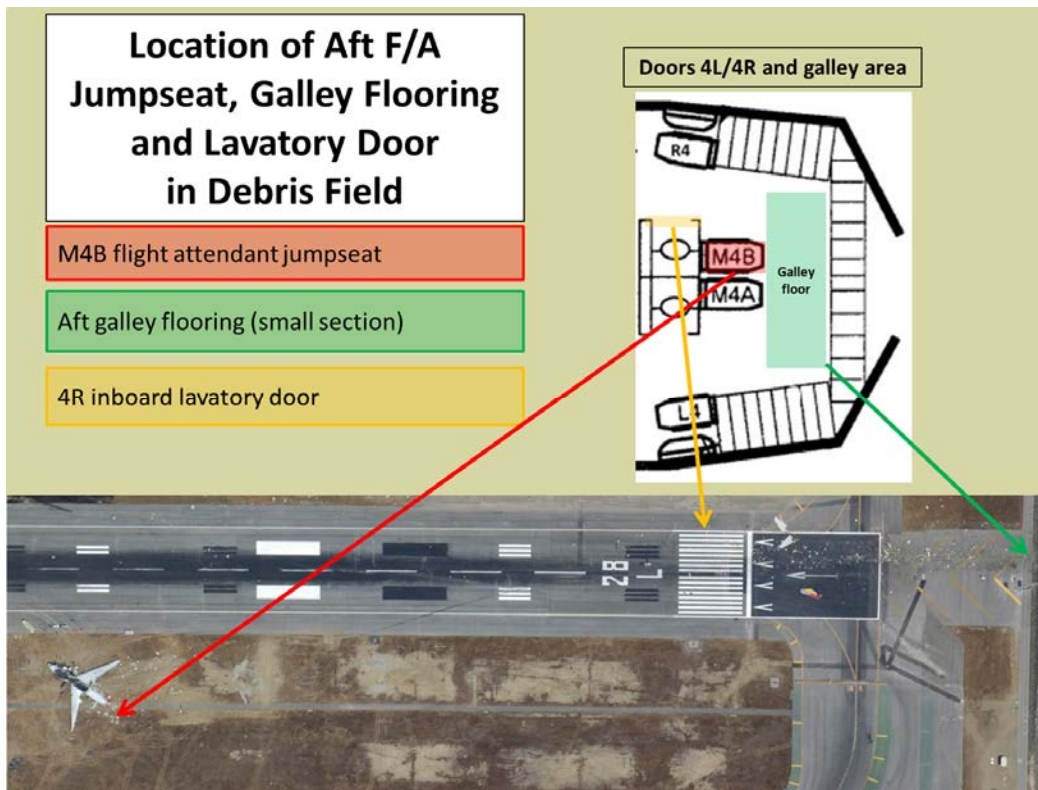 Location of Aft F/A
Jumpseat, Galley Flooring
and Lavatory Door
in Debris Field
M4B flight attendant jumpseat
Aft galley flooring (small section)
4R inboard lavatory door
Doors 4L/4R and galley area
R4
M4B
M4A
Galley
floor
L4
28
L